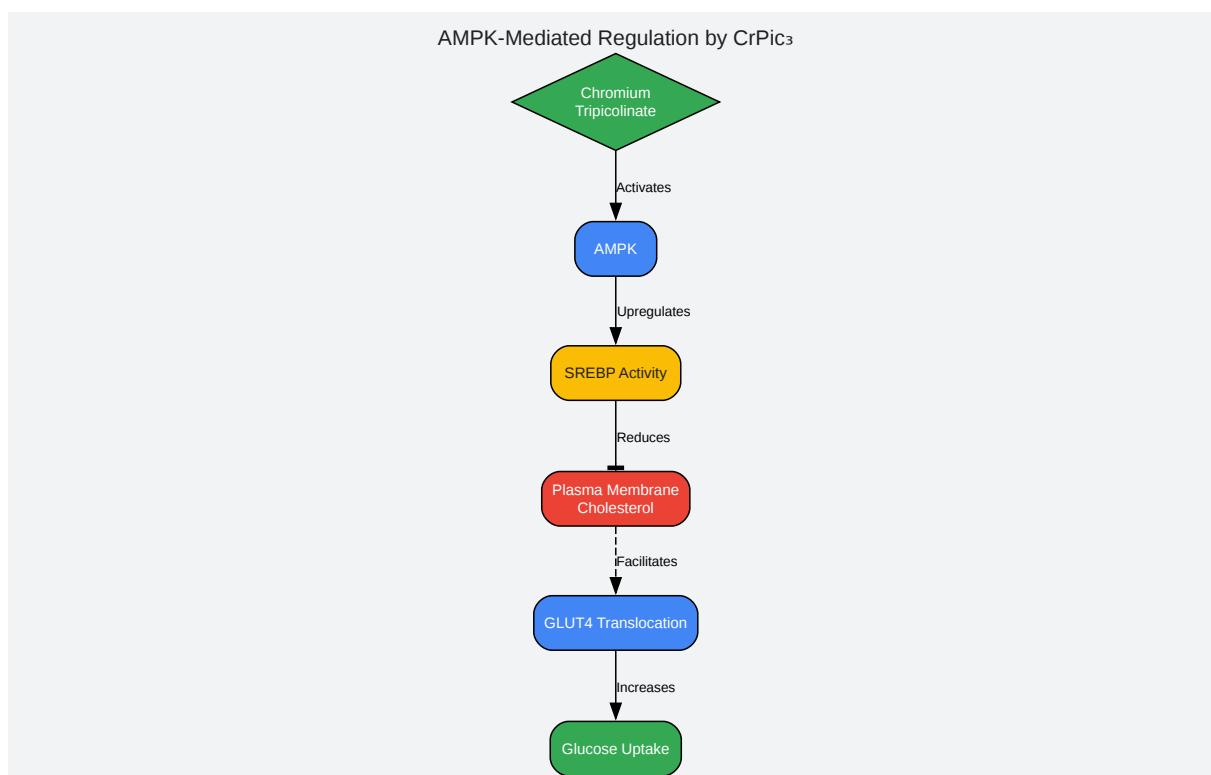 AMPK-Mediated Regulation by CrPic₃
Chromium
Tripicolinate
Activates
AMPK
Upregulates
SREBP Activity
Reduces
Plasma Membrane
Cholesterol
Facilitates
GLUT4 Translocation
Increases
Glucose Uptake